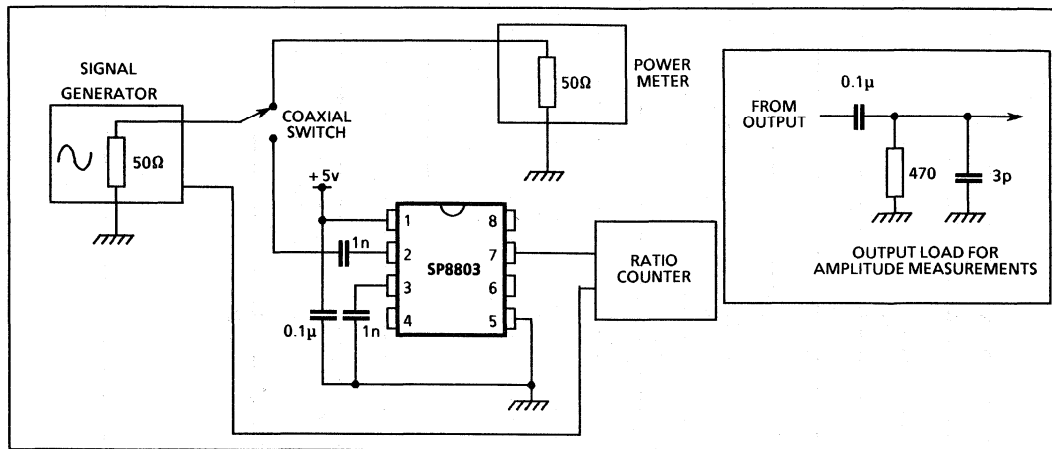 SIGNAL
GENERATOR
50Ω
COAXIAL
SWITCH
50Ω
POWER
METER
+5v
1n
0.1µ
1n
1
2
3
4
SP8803
8
7
6
5
RATIO
COUNTER
0.1µ
FROM
OUTPUT
470
3p
OUTPUT LOAD FOR
AMPLITUDE MEASUREMENTS